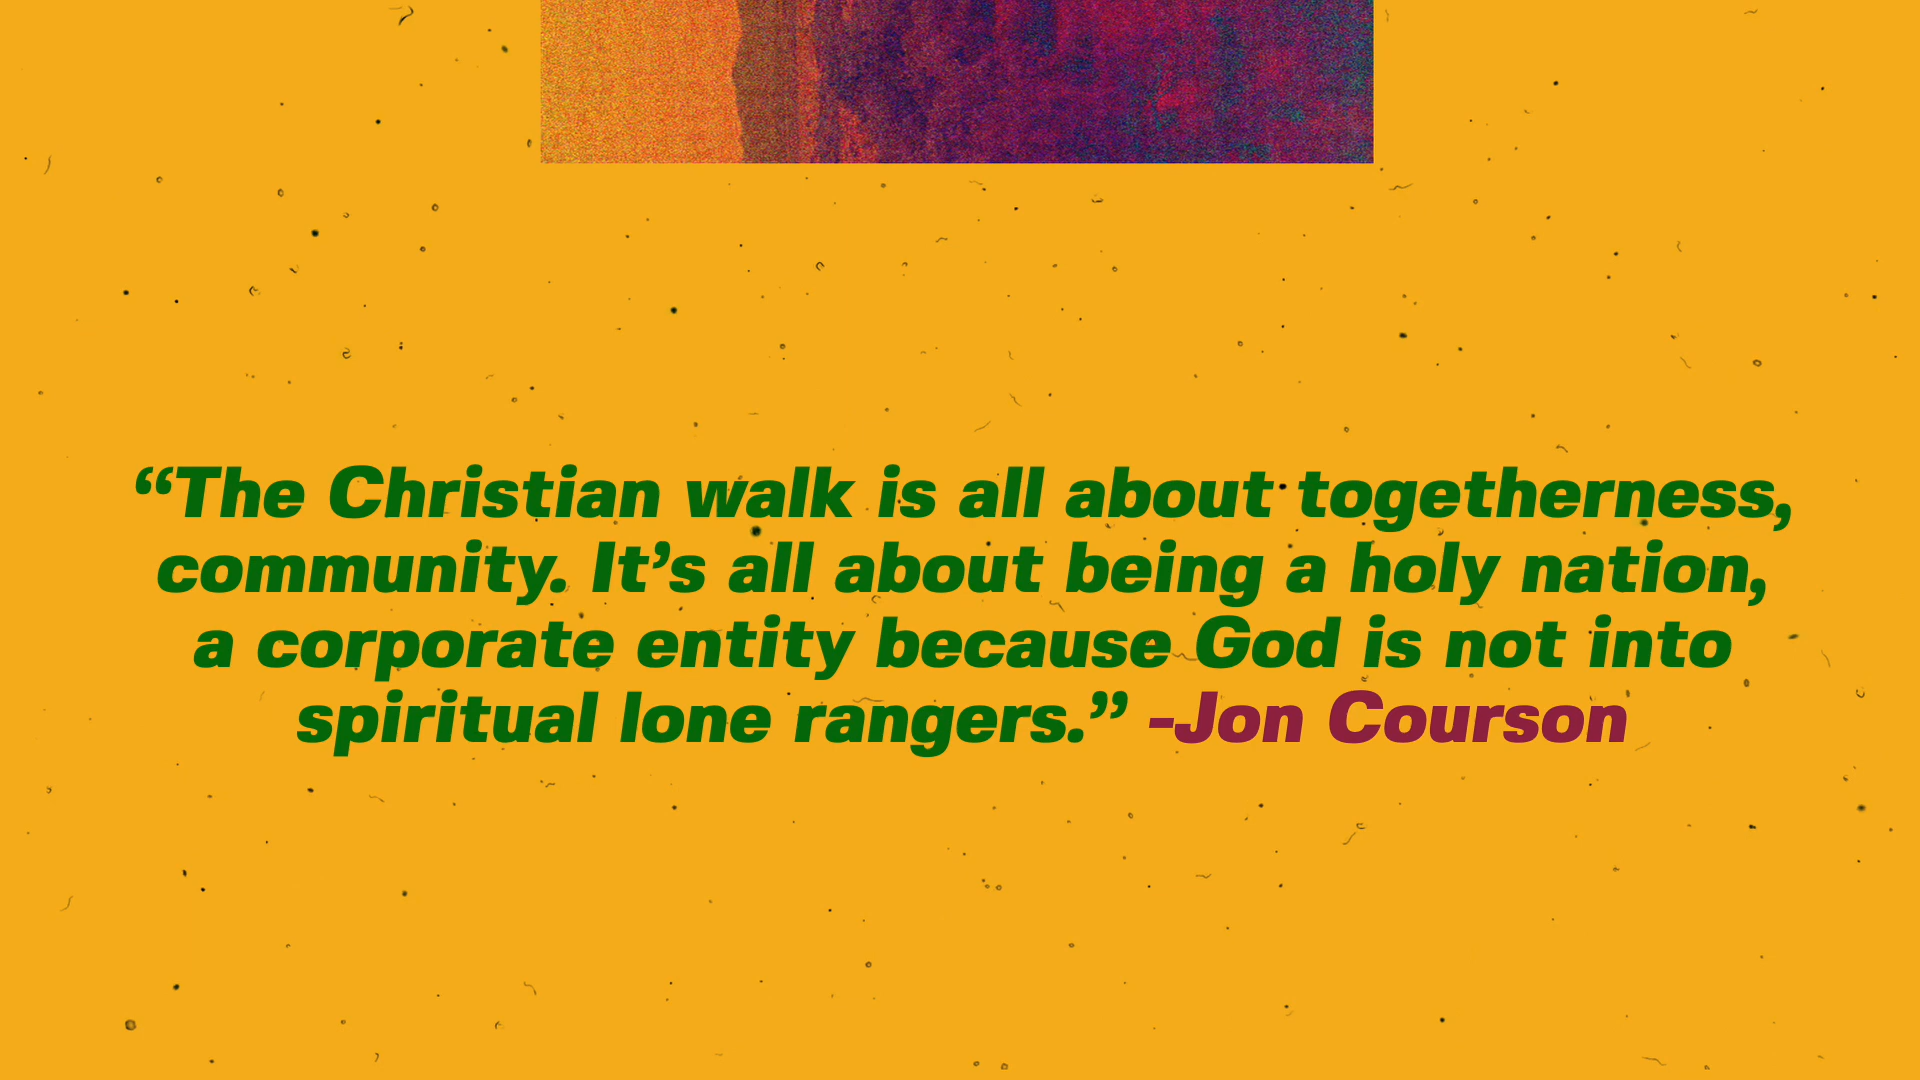 “The Christian walk is all about togetherness,
community. It’s all about being a holy nation,
a corporate entity because God is not into
spiritual lone rangers.” -Jon Courson